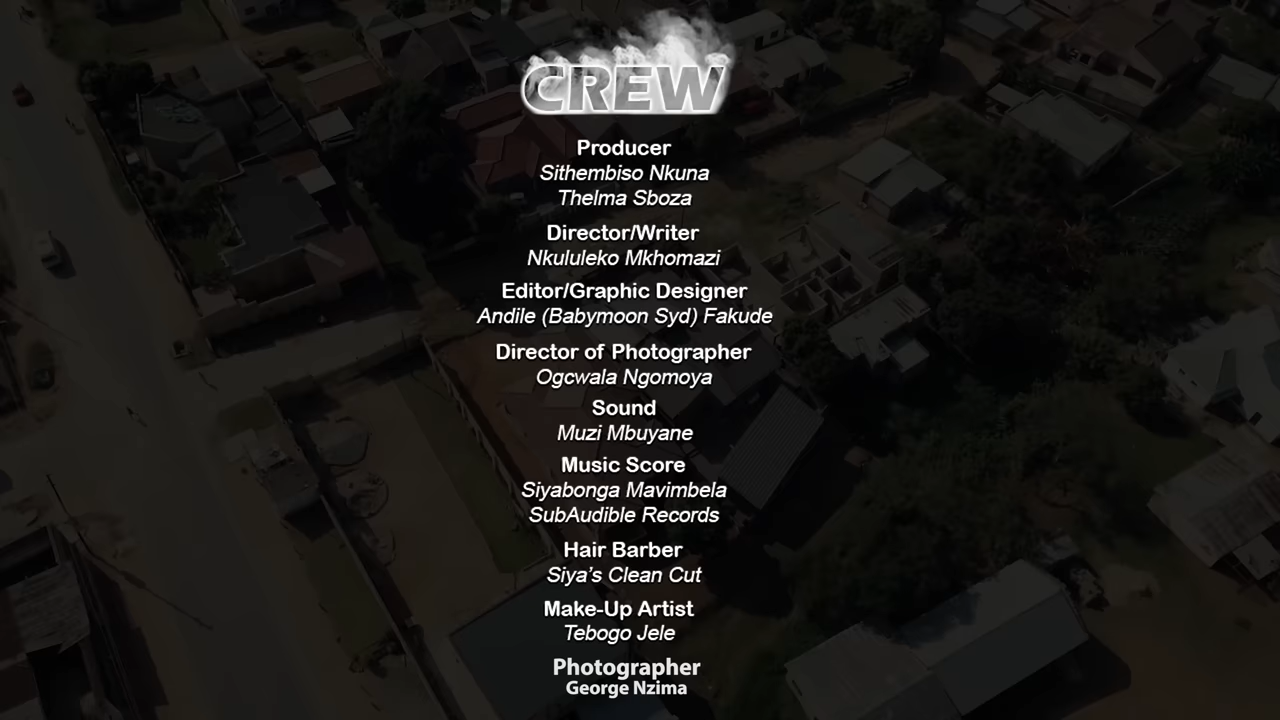 CREW
Producer
Sithembiso Nkuna
Thelma Sboza
Director/Writer
Nkululeko Mkhomazi
Editor/Graphic Designer
Andile (Babymoon Syd) Fakude
Director of Photographer
Ogcwala Ngomoya
Sound
Muzi Mbuyane
Music Score
Siyabonga Mavimbela
SubAudible Records
Hair Barber
Siya's Clean Cut
Make-Up Artist
Tebogo Jele
Photographer
George Nzima